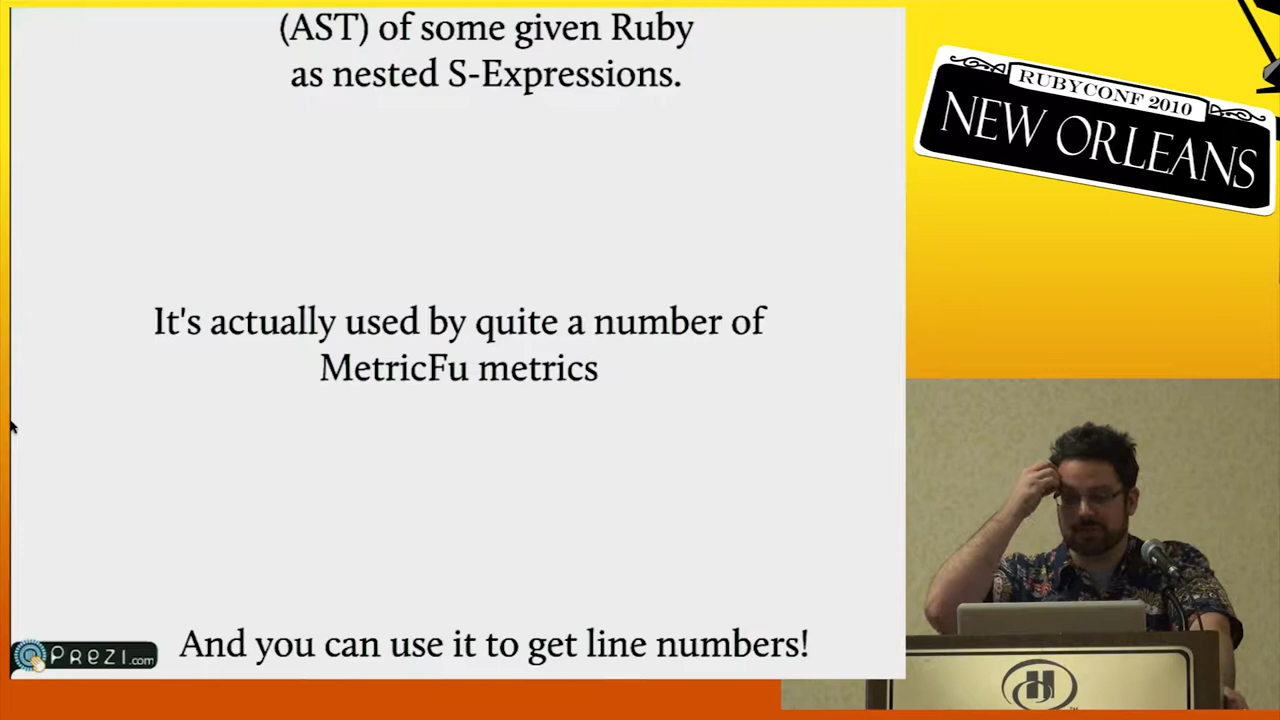 (AST) of some given Ruby
as nested S-Expressions.
It's actually used by quite a number of
MetricFu metrics
And you can use it to get line numbers!
PREZI.com
RUBYCONF 2010
NEW ORLEANS